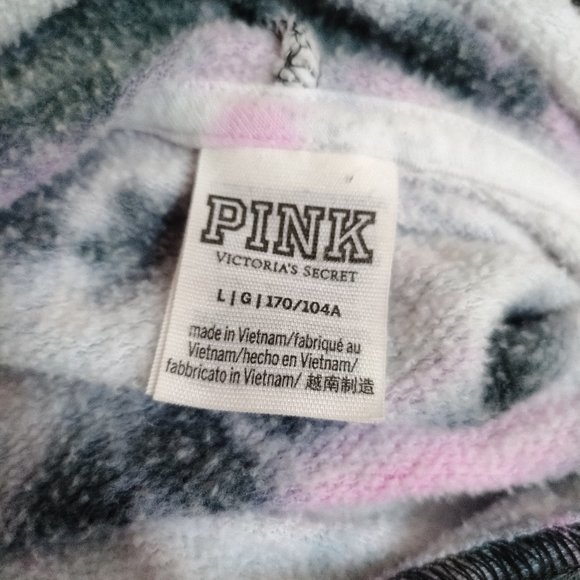 PINK
VICTORIA'S SECRET
L|G|170/104A
made in Vietnam/fabriqué au
Vietnam/hecho en Vietnam/
fabbricato in Vietnam/ 越南制造